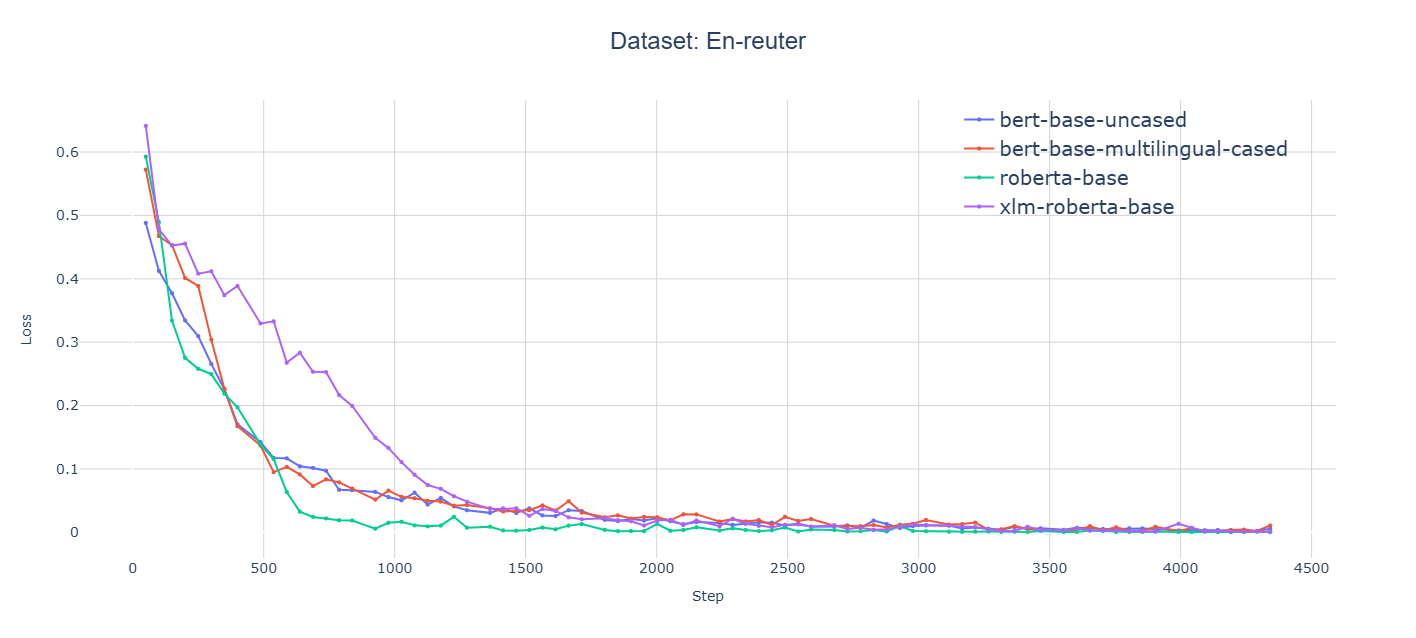 Dataset: En-reuter
bert-base-uncased
bert-base-multilingual-cased
roberta-base
xlm-roberta-base
0.6
0.5
0.4
0.3
0.2
0.1
0
Loss
0 500 1000 1500 2000 2500 3000 3500 4000 4500
Step